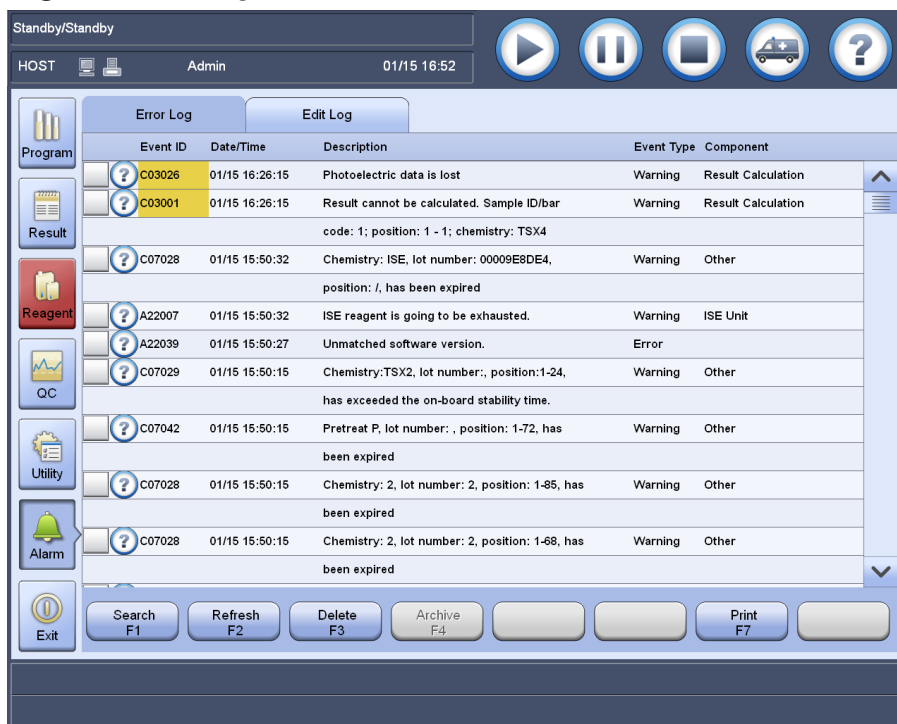 Standby/Standby
HOST Admin 01/15 16:52
?
Program
Result
Reagent
QC
Utility
Alarm
Exit
Error Log Edit Log
Event ID Date/Time Description Event Type Component
? C03026 01/15 16:26:15 Photoelectric data is lost Warning Result Calculation
? C03001 01/15 16:26:15 Result cannot be calculated. Sample ID/bar Warning Result Calculation
code: 1; position: 1 - 1; chemistry: TSX4
? C07028 01/15 15:50:32 Chemistry: ISE, lot number: 00009E8DE4, Warning Other
position: /, has been expired
? A22007 01/15 15:50:32 ISE reagent is going to be exhausted. Warning ISE Unit
? A22039 01/15 15:50:27 Unmatched software version. Error
? C07029 01/15 15:50:15 Chemistry:TSX2, lot number:, position:1-24, Warning Other
has exceeded the on-board stability time.
? C07042 01/15 15:50:15 Pretreat P, lot number: , position: 1-72, has Warning Other
been expired
? C07028 01/15 15:50:15 Chemistry: 2, lot number: 2, position: 1-85, has Warning Other
been expired
? C07028 01/15 15:50:15 Chemistry: 2, lot number: 2, position: 1-68, has Warning Other
been expired
Search F1
Refresh F2
Delete F3
Archive F4
Print F7